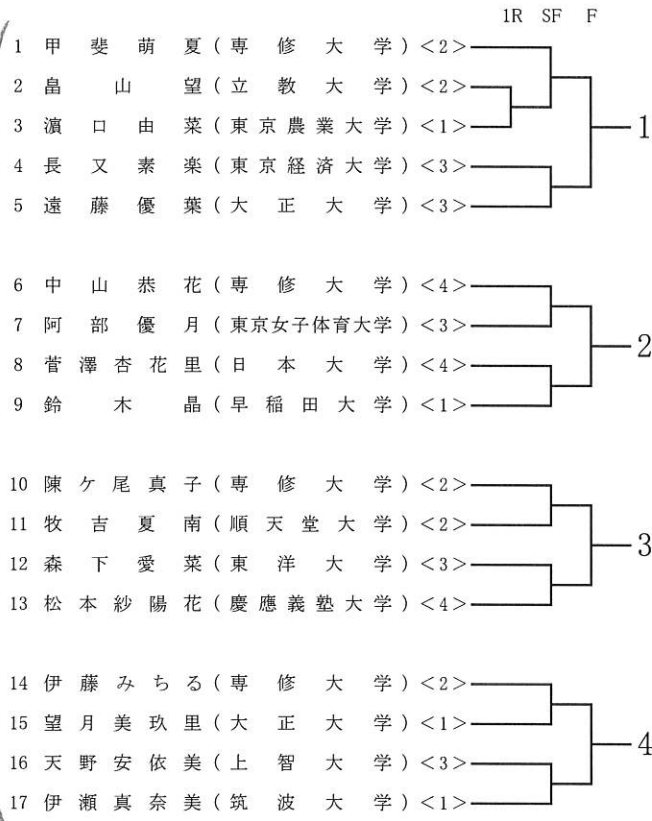 1R SF F
1 甲斐萌夏(専修大学)<2>
2 畠山望(立教大学)<2>
3 濵口由菜(東京農業大学)<1>
1
4 長又素楽(東京経済大学)<3>
5 遠藤優葉(大正大学)<3>
6 中山恭花(専修大学)<4>
7 阿部優月(東京女子体育大学)<3>
2
8 菅澤杏花里(日本大学)<4>
9 鈴木晶(早稲田大学)<1>
10 陳ケ尾真子(専修大学)<2>
11 牧吉夏南(順天堂大学)<2>
3
12 森下愛菜(東洋大学)<3>
13 松本紗陽花(慶應義塾大学)<4>
14 伊藤みちる(専修大学)<2>
15 望月美玖里(大正大学)<1>
4
16 天野安依美(上智大学)<3>
17 伊瀬真奈美(筑波大学)<1>